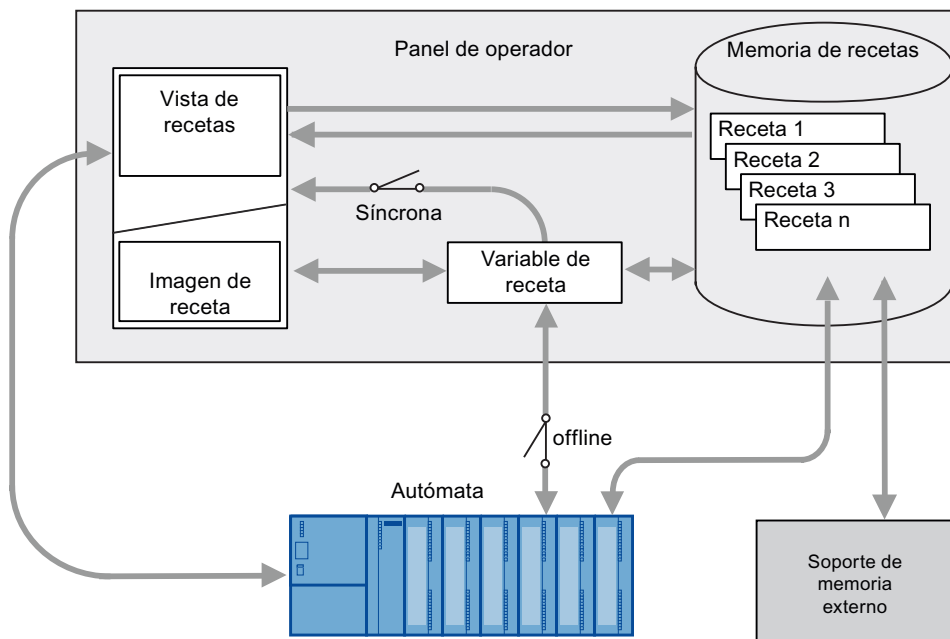 Panel de operador
Memoria de recetas
Vista de
recetas
Receta 1
Receta 2
Receta 3
Receta n
Síncrona
Variable de
receta
Imagen de
receta
offline
Autómata
Soporte de
memoria
externo